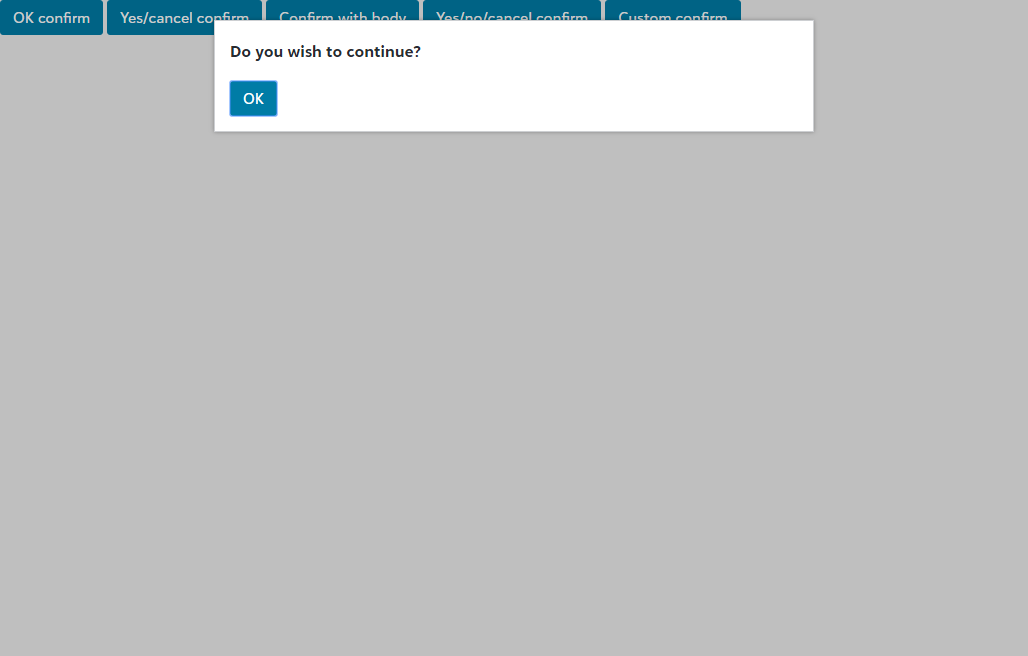 OK confirm
Yes/cancel confirm
Confirm with body
Yes/no/cancel confirm
Custom confirm
Do you wish to continue?
OK